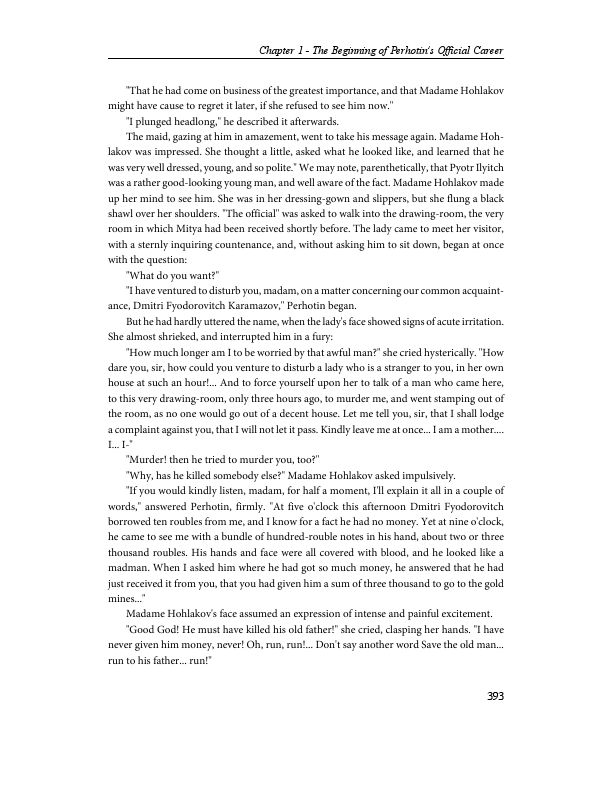 Chapter 1 - The Beginning of Perhotin's Official Career
"That he had come on business of the greatest importance, and that Madame Hohlakov
might have cause to regret it later, if she refused to see him now."
"I plunged headlong," he described it afterwards.
The maid, gazing at him in amazement, went to take his message again. Madame Hoh-
lakov was impressed. She thought a little, asked what he looked like, and learned that he
was very well dressed, young, and so polite." We may note, parenthetically, that Pyotr Ilyitch
was a rather good-looking young man, and well aware of the fact. Madame Hohlakov made
up her mind to see him. She was in her dressing-gown and slippers, but she flung a black
shawl over her shoulders. "The official" was asked to walk into the drawing-room, the very
room in which Mitya had been received shortly before. The lady came to meet her visitor,
with a sternly inquiring countenance, and, without asking him to sit down, began at once
with the question:
"What do you want?"
"I have ventured to disturb you, madam, on a matter concerning our common acquaint-
ance, Dmitri Fyodorovitch Karamazov," Perhotin began.
But he had hardly uttered the name, when the lady's face showed signs of acute irritation.
She almost shrieked, and interrupted him in a fury:
"How much longer am I to be worried by that awful man?" she cried hysterically. "How
dare you, sir, how could you venture to disturb a lady who is a stranger to you, in her own
house at such an hour!... And to force yourself upon her to talk of a man who came here,
to this very drawing-room, only three hours ago, to murder me, and went stamping out of
the room, as no one would go out of a decent house. Let me tell you, sir, that I shall lodge
a complaint against you, that I will not let it pass. Kindly leave me at once... I am a mother....
I... I-"
"Murder! then he tried to murder you, too?"
"Why, has he killed somebody else?" Madame Hohlakov asked impulsively.
"If you would kindly listen, madam, for half a moment, I'll explain it all in a couple of
words," answered Perhotin, firmly. "At five o'clock this afternoon Dmitri Fyodorovitch
borrowed ten roubles from me, and I know for a fact he had no money. Yet at nine o'clock,
he came to see me with a bundle of hundred-rouble notes in his hand, about two or three
thousand roubles. His hands and face were all covered with blood, and he looked like a
madman. When I asked him where he had got so much money, he answered that he had
just received it from you, that you had given him a sum of three thousand to go to the gold
mines..."
Madame Hohlakov's face assumed an expression of intense and painful excitement.
"Good God! He must have killed his old father!" she cried, clasping her hands. "I have
never given him money, never! Oh, run, run!... Don't say another word Save the old man...
run to his father... run!"
393